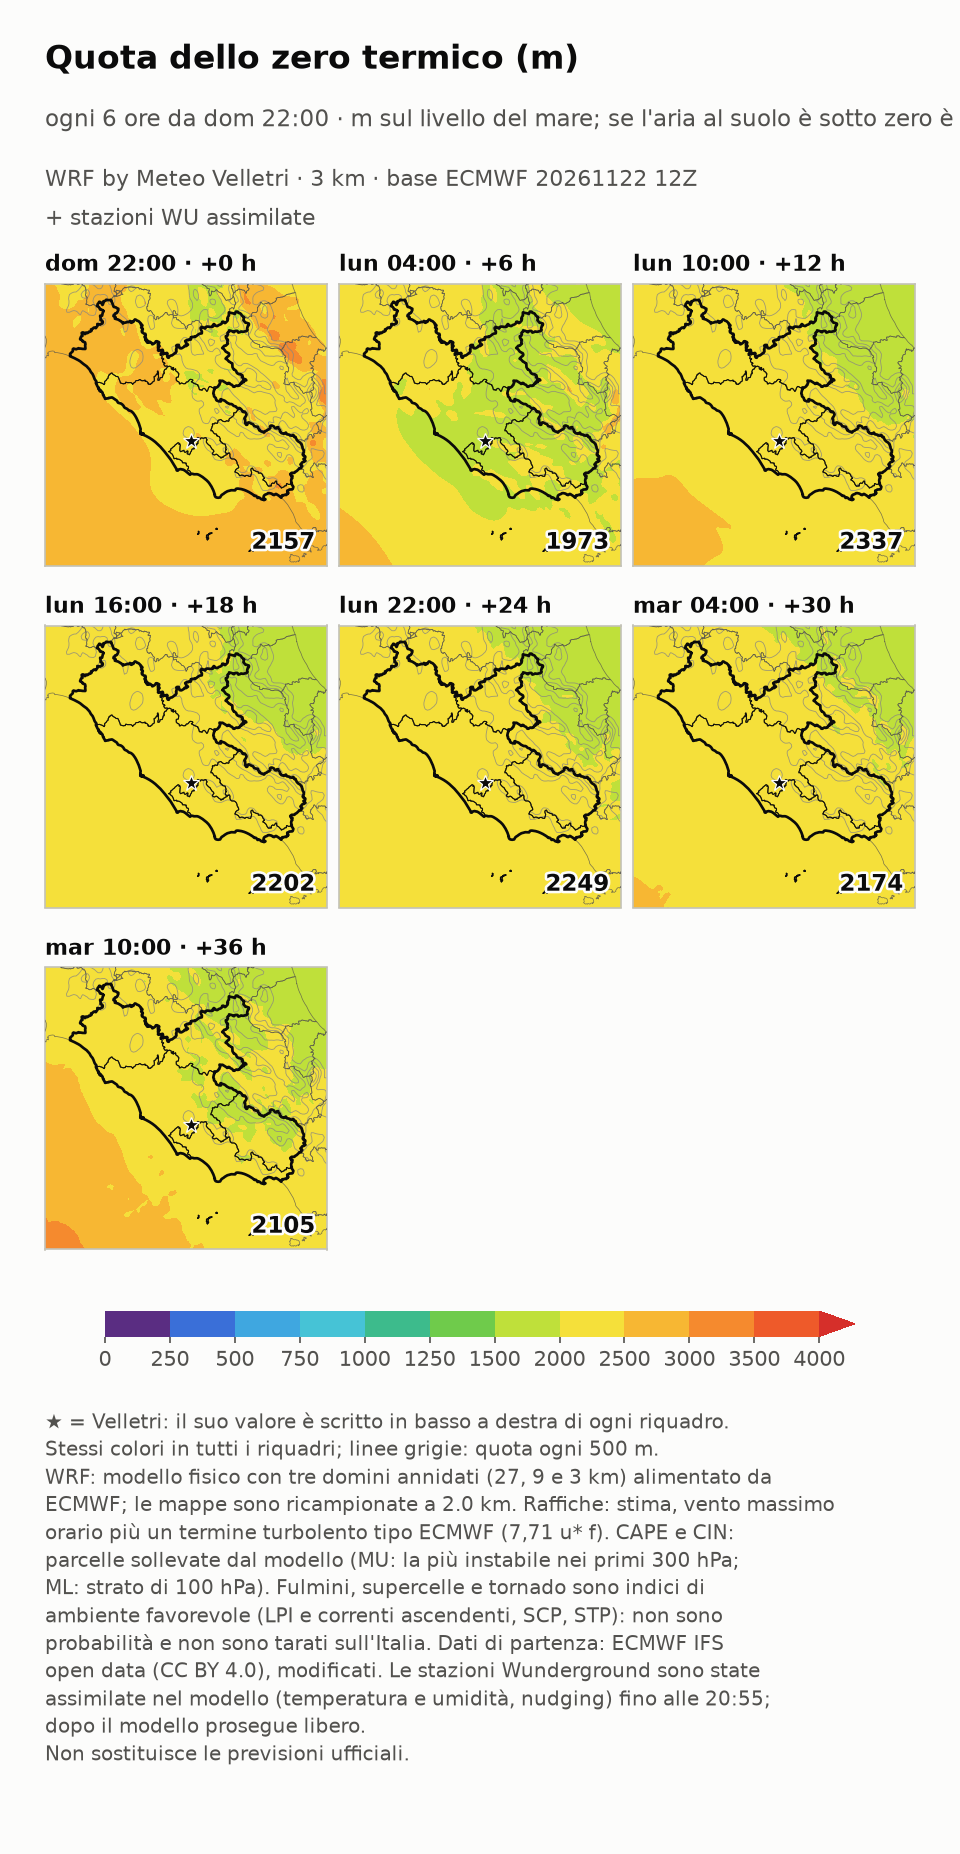 Quota dello zero termico (m)
ogni 6 ore da dom 22:00 · m sul livello del mare; se l'aria al suolo è sotto zero è
WRF by Meteo Velletri · 3 km · base ECMWF 20261122 12Z
+ stazioni WU assimilate
dom 22:00 · +0 h
lun 04:00 · +6 h
lun 10:00 · +12 h
2157
1973
2337
lun 16:00 · +18 h
lun 22:00 · +24 h
mar 04:00 · +30 h
2202
2249
2174
mar 10:00 · +36 h
2105
0 250 500 750 1000 1250 1500 2000 2500 3000 3500 4000
★ = Velletri: il suo valore è scritto in basso a destra di ogni riquadro.
Stessi colori in tutti i riquadri; linee grigie: quota ogni 500 m.
WRF: modello fisico con tre domini annidati (27, 9 e 3 km) alimentato da
ECMWF; le mappe sono ricampionate a 2.0 km. Raffiche: stima, vento massimo
orario più un termine turbolento tipo ECMWF (7,71 u* f). CAPE e CIN:
parcelle sollevate dal modello (MU: la più instabile nei primi 300 hPa;
ML: strato di 100 hPa). Fulmini, supercelle e tornado sono indici di
ambiente favorevole (LPI e correnti ascendenti, SCP, STP): non sono
probabilità e non sono tarati sull'Italia. Dati di partenza: ECMWF IFS
open data (CC BY 4.0), modificati. Le stazioni Wunderground sono state
assimilate nel modello (temperatura e umidità, nudging) fino alle 20:55;
dopo il modello prosegue libero.
Non sostituisce le previsioni ufficiali.